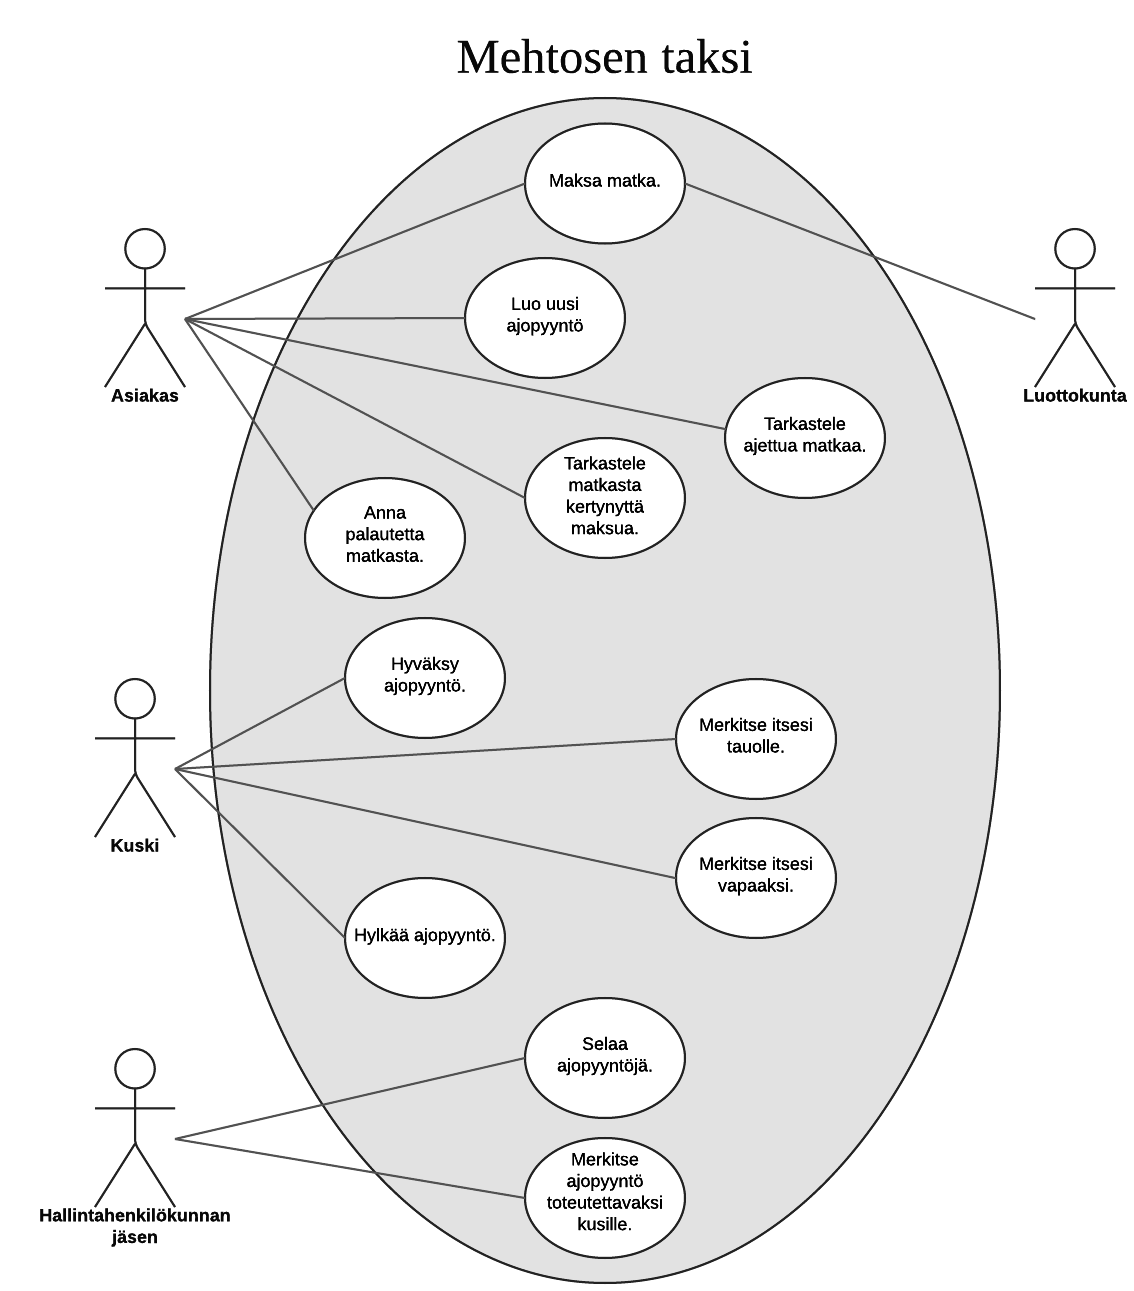 Mehtosen taksi
Maksa matka.
Luo uusi
ajopyyntö
Asiakas
Luottokunta
Tarkastele
ajettua matkaa.
Tarkastele
matkasta
kertynyttä
maksua.
Anna
palautetta
matkasta.
Hyväksy
ajopyyntö.
Merkitse itsesi
tauolle.
Kuski
Merkitse itsesi
vapaaksi.
Hylkää ajopyyntö.
Selaa
ajopyyntöjä.
Merkitse
ajopyyntö
toteutettavaksi
kusille.
Hallintahenkilökunnan
jäsen